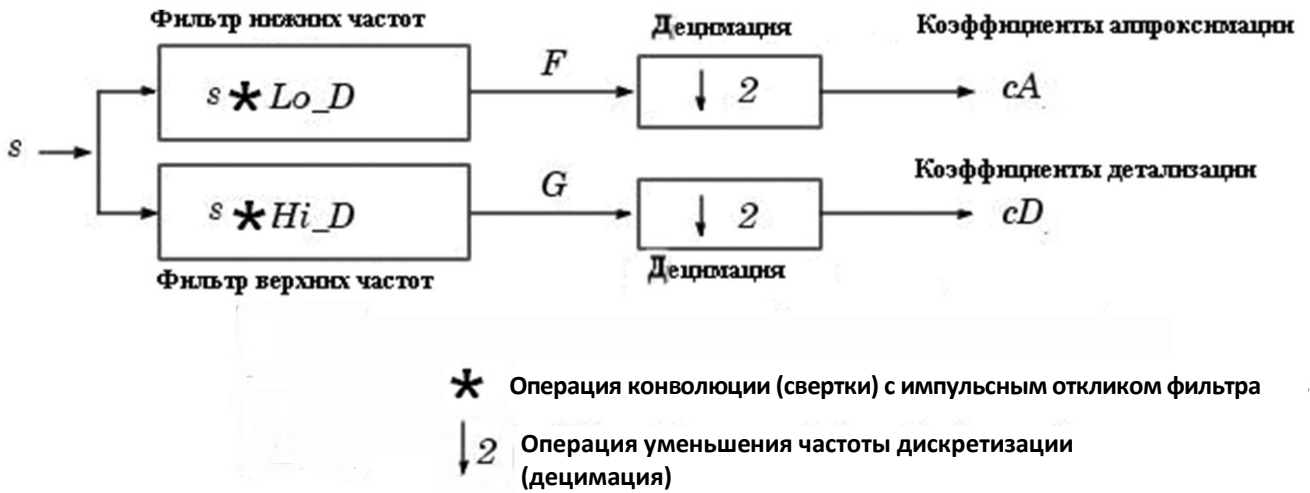 Фильтр нижних частот
Децимация
Коэффициенты аппроксимации
s * Lo_D
F
↓ 2
cA
s
Коэффициенты детализации
s * Hi_D
G
↓ 2
cD
Фильтр верхних частот
Децимация
* Операция конволюции (свертки) с импульсным откликом фильтра
↓2 Операция уменьшения частоты дискретизации
(децимация)